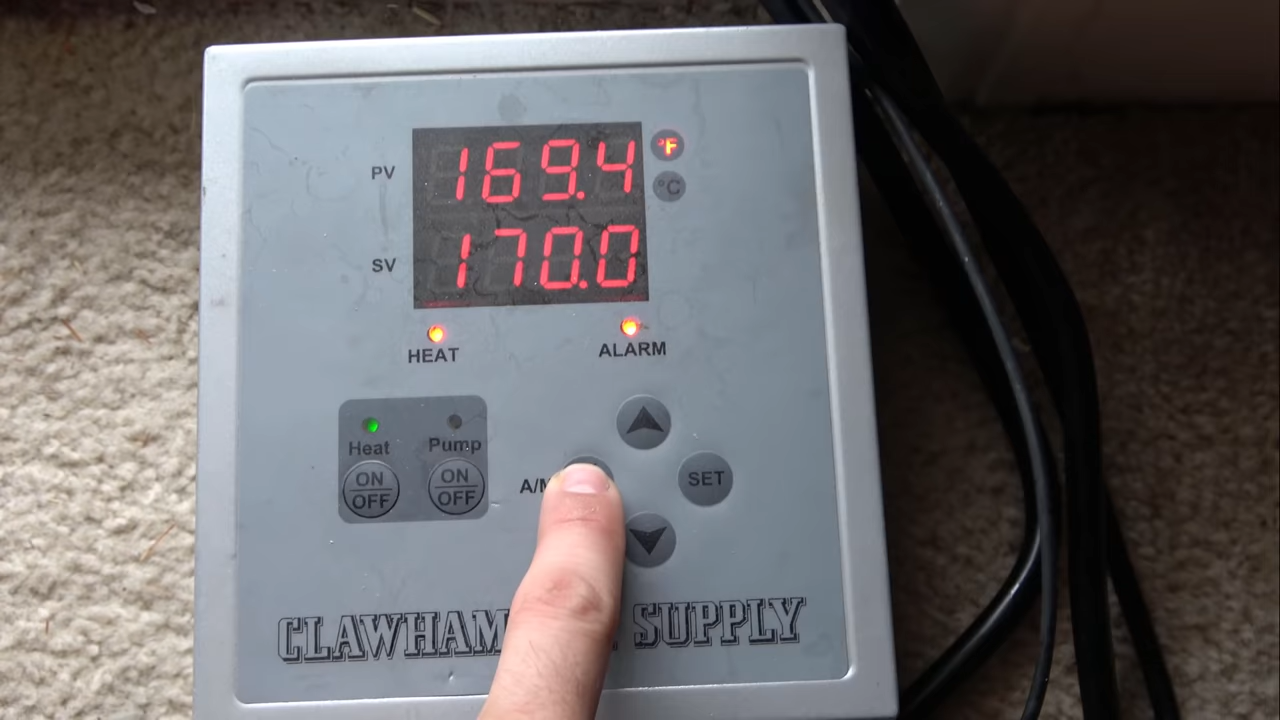 PV 169.4 °F
°C
SV 170.0
HEAT ALARM
Heat Pump
ON ON
OFF OFF
A/M SET
SUPPLY